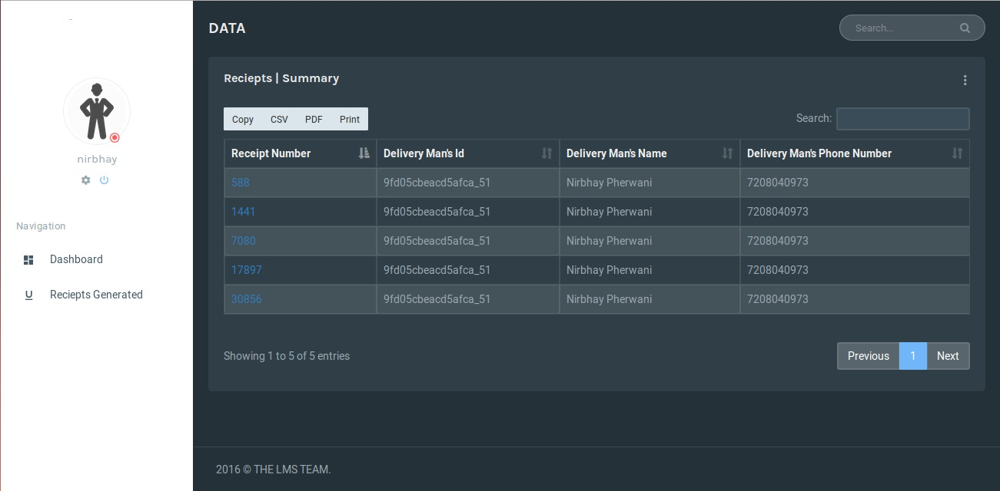 nirbhay
Navigation
Dashboard
Reciepts Generated
DATA
Search...
Reciepts | Summary
Copy CSV PDF Print
Search:
Receipt Number Delivery Man's Id Delivery Man's Name Delivery Man's Phone Number
588 9fd05cbeacd5afca_51 Nirbhay Pherwani 7208040973
1441 9fd05cbeacd5afca_51 Nirbhay Pherwani 7208040973
7080 9fd05cbeacd5afca_51 Nirbhay Pherwani 7208040973
17897 9fd05cbeacd5afca_51 Nirbhay Pherwani 7208040973
30856 9fd05cbeacd5afca_51 Nirbhay Pherwani 7208040973
Showing 1 to 5 of 5 entries
Previous 1 Next
2016 © THE LMS TEAM.